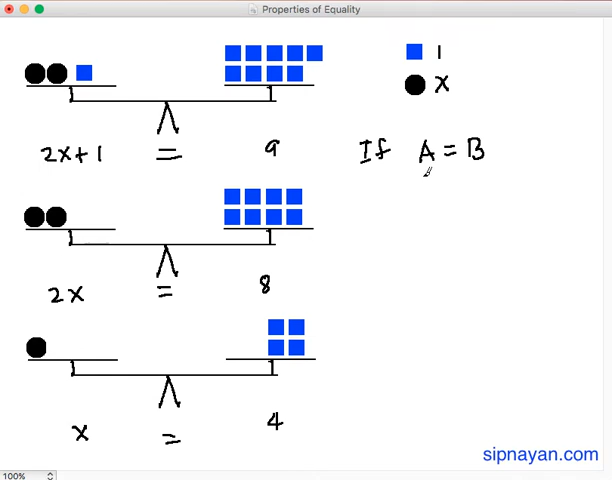 Properties of Equality
1
x
2x+1 = 9
If A = B
2x = 8
x = 4
sipnayan.com
100%